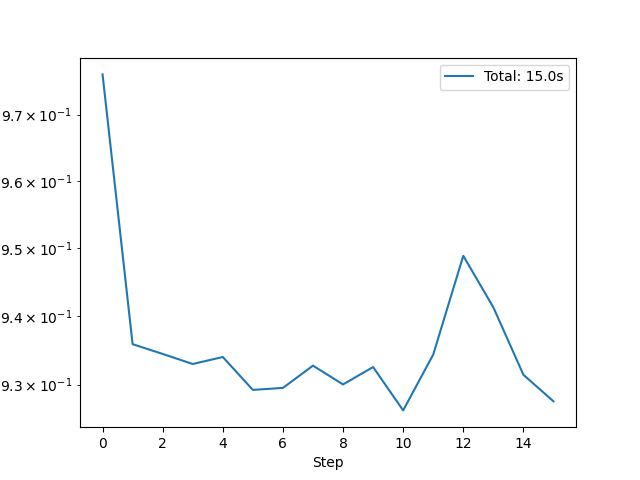 Total: 15.0s
9.7 × 10⁻¹
9.6 × 10⁻¹
9.5 × 10⁻¹
9.4 × 10⁻¹
9.3 × 10⁻¹
0 2 4 6 8 10 12 14
Step